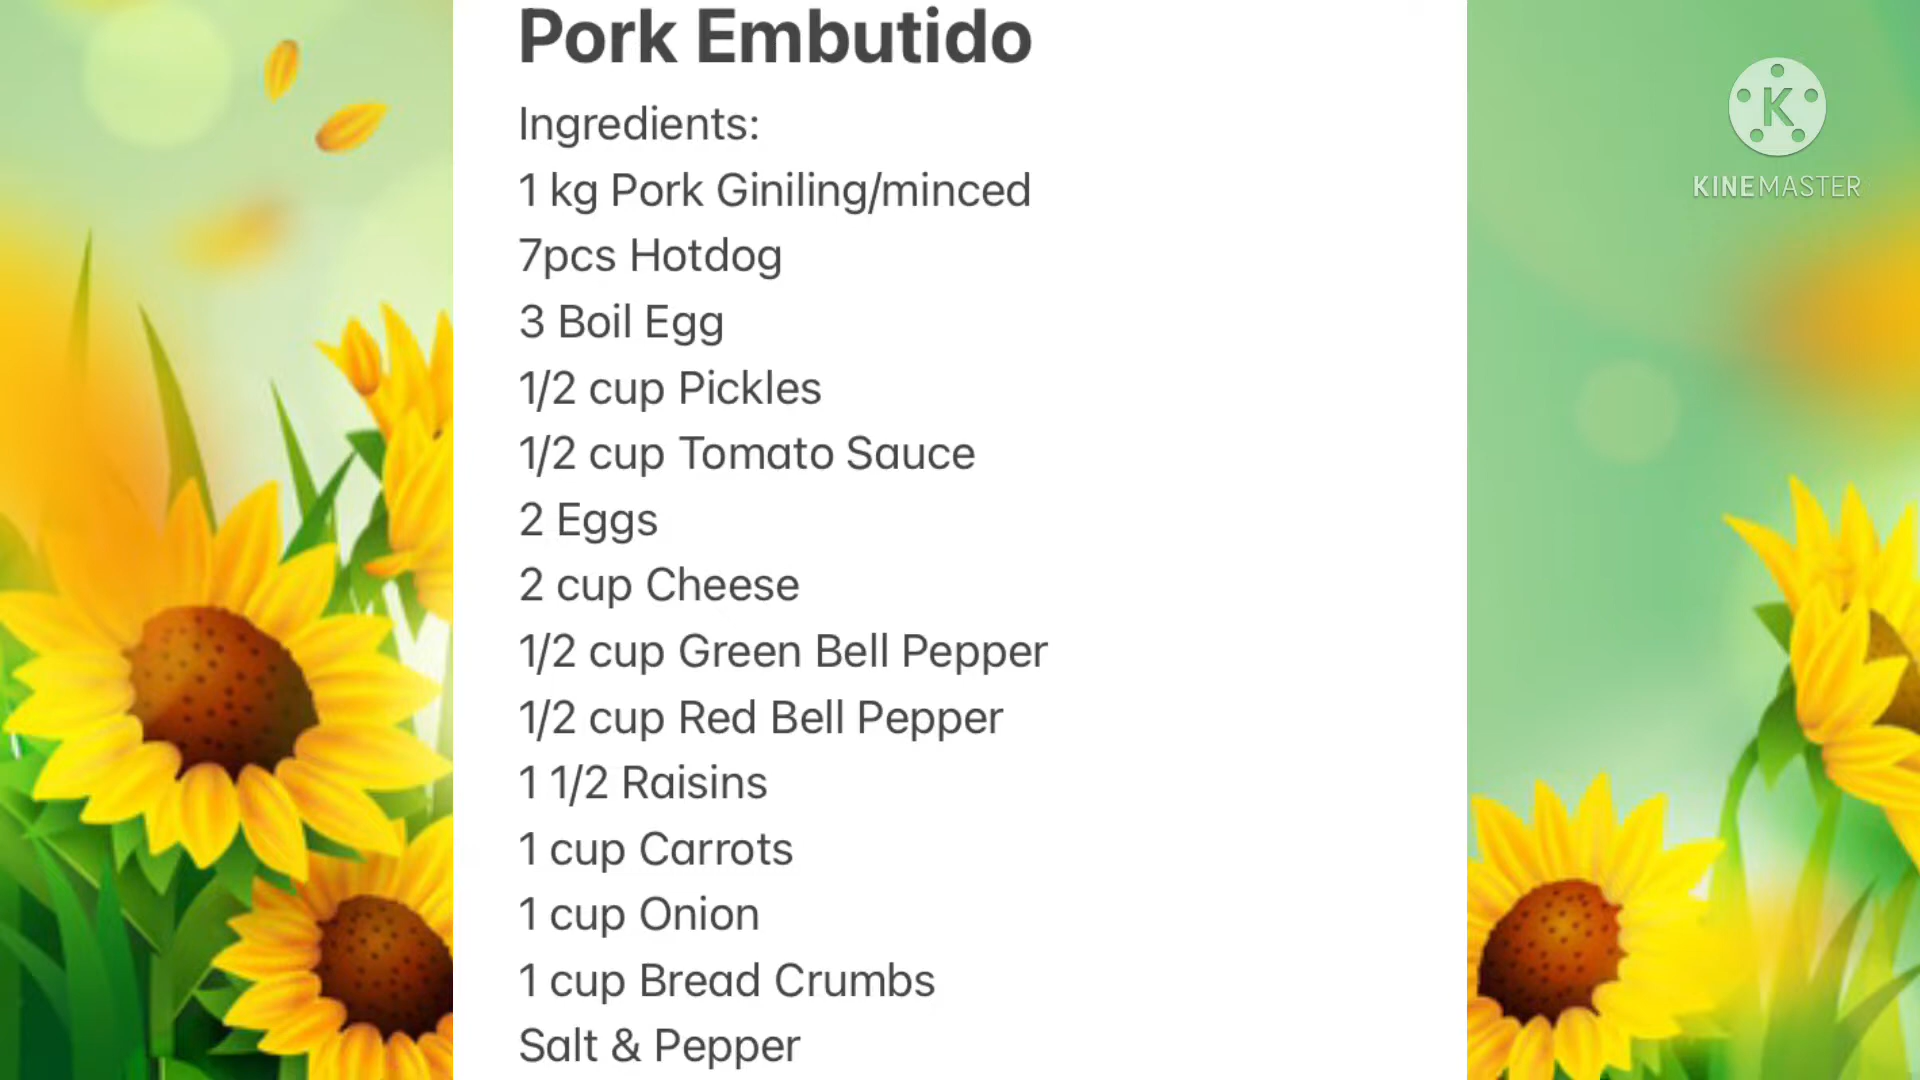 Pork Embutido
Ingredients:
1 kg Pork Giniling/minced
7pcs Hotdog
3 Boil Egg
1/2 cup Pickles
1/2 cup Tomato Sauce
2 Eggs
2 cup Cheese
1/2 cup Green Bell Pepper
1/2 cup Red Bell Pepper
1 1/2 Raisins
1 cup Carrots
1 cup Onion
1 cup Bread Crumbs
Salt & Pepper
K
KINEMASTER